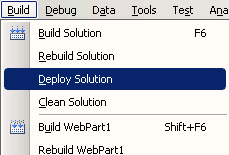 Build Debug Data Tools Test
Build Solution F6
Rebuild Solution
Deploy Solution
Clean Solution
Build WebPart1 Shift+F6
Rebuild WebPart1